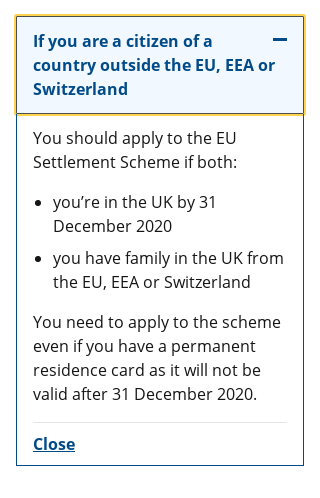 If you are a citizen of a
country outside the EU, EEA or
Switzerland
You should apply to the EU
Settlement Scheme if both:
• you’re in the UK by 31
December 2020
• you have family in the UK from
the EU, EEA or Switzerland
You need to apply to the scheme
even if you have a permanent
residence card as it will not be
valid after 31 December 2020.
Close